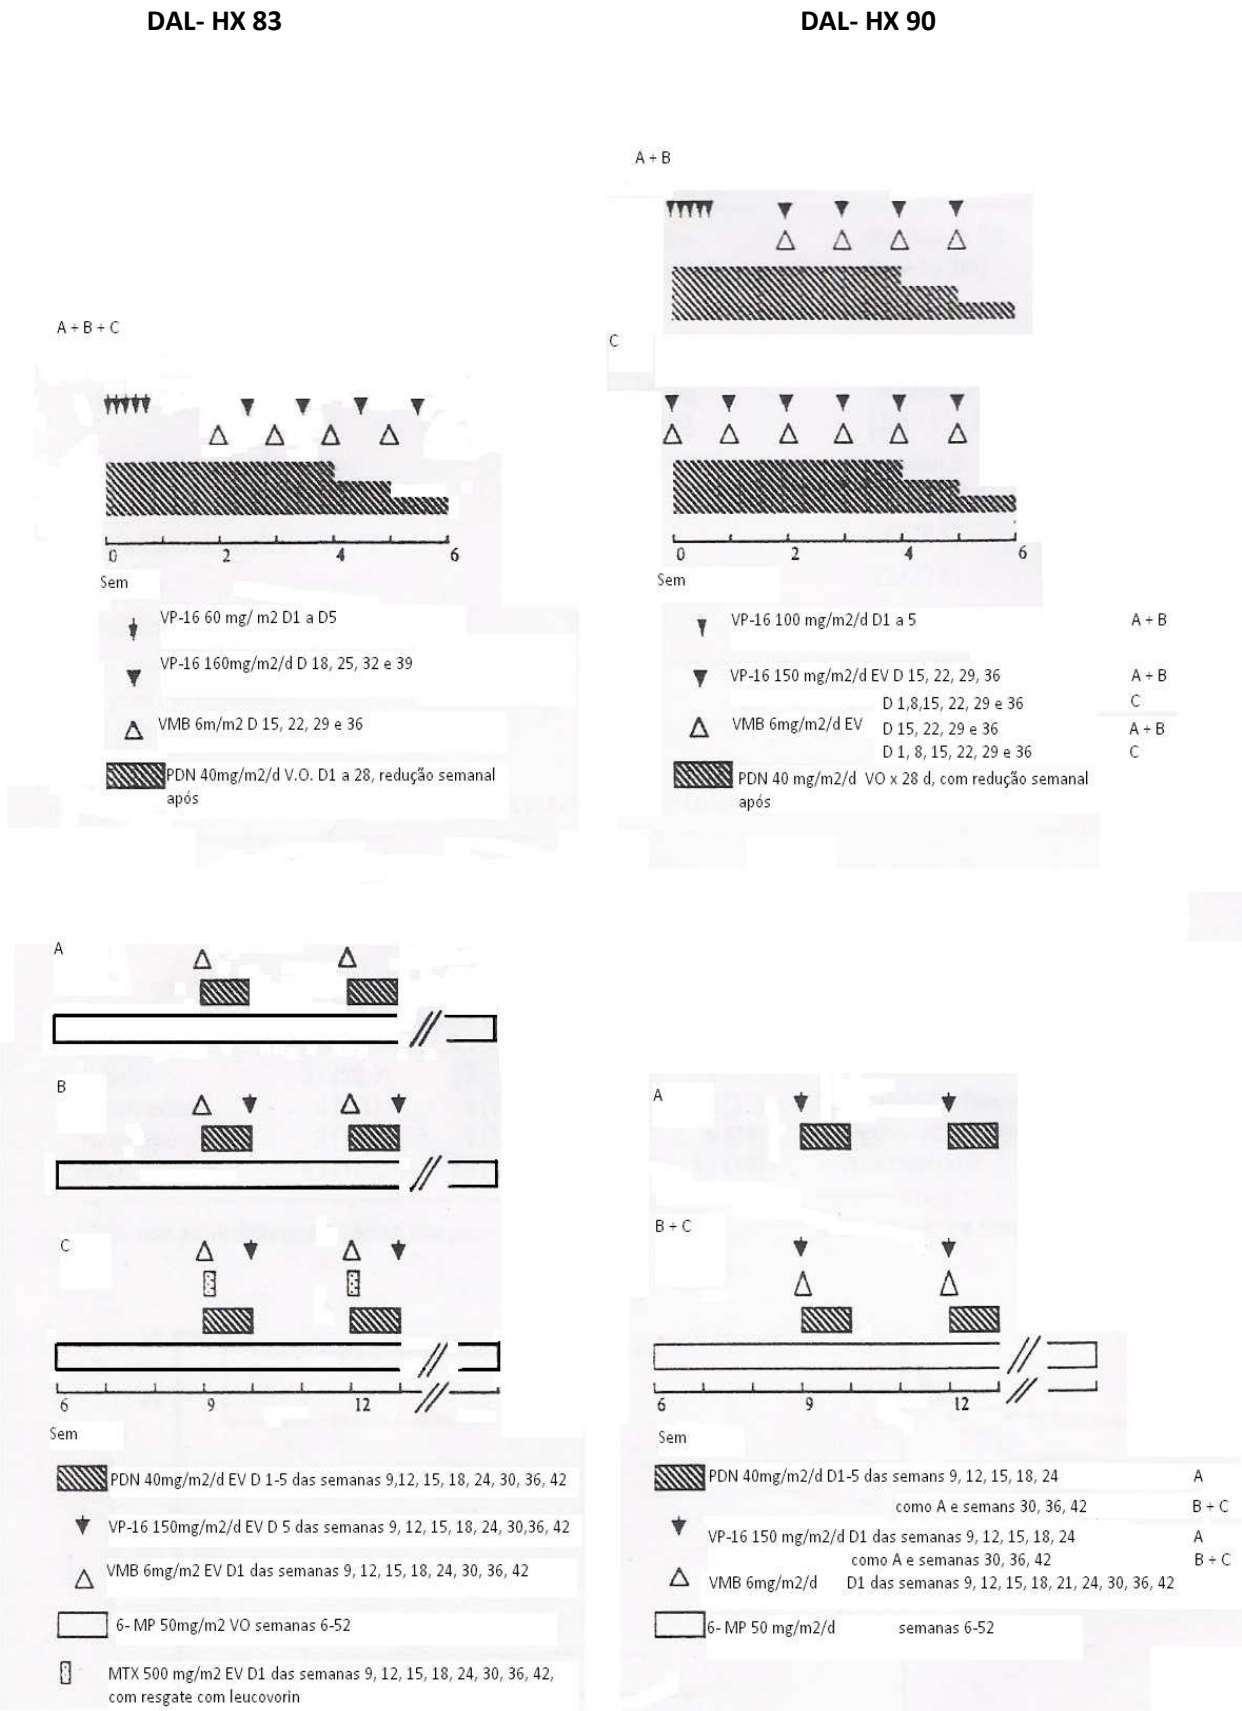 DAL- HX 83
DAL- HX 90
A + B + C
0 2 4 6
Sem
VP-16 60 mg/ m2 D1 a D5
VP-16 160mg/m2/d D 18, 25, 32 e 39
VMB 6m/m2 D 15, 22, 29 e 36
PDN 40mg/m2/d V.O. D1 a 28, redução semanal
após
A + B
C
0 2 4 6
Sem
VP-16 100 mg/m2/d D1 a 5 A + B
VP-16 150 mg/m2/d EV D 15, 22, 29, 36 A + B
D 1,8,15, 22, 29 e 36 C
VMB 6mg/m2/d EV D 15, 22, 29 e 36 A + B
D 1, 8, 15, 22, 29 e 36 C
PDN 40 mg/m2/d VO x 28 d, com redução semanal
após
A
B
C
6 9 12
Sem
PDN 40mg/m2/d EV D 1-5 das semanas 9,12, 15, 18, 24, 30, 36, 42
VP-16 150mg/m2/d EV D 5 das semanas 9, 12, 15, 18, 24, 30,36, 42
VMB 6mg/m2 EV D1 das semanas 9, 12, 15, 18, 24, 30, 36, 42
6- MP 50mg/m2 VO semanas 6-52
MTX 500 mg/m2 EV D1 das semanas 9, 12, 15, 18, 24, 30, 36, 42,
com resgate com leucovorin
A
B + C
6 9 12
Sem
PDN 40mg/m2/d D1-5 das semans 9, 12, 15, 18, 24 A
como A e semans 30, 36, 42 B + C
VP-16 150 mg/m2/d D1 das semanas 9, 12, 15, 18, 24 A
como A e semanas 30, 36, 42 B + C
VMB 6mg/m2/d D1 das semanas 9, 12, 15, 18, 21, 24, 30, 36, 42
6- MP 50 mg/m2/d semanas 6-52